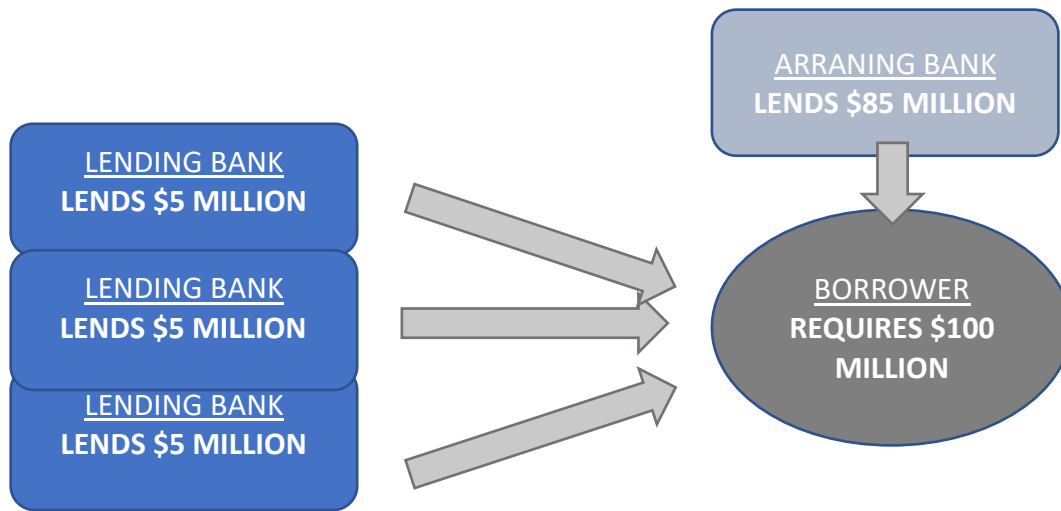 ARRANING BANK
LENDS $85 MILLION
LENDING BANK
LENDS $5 MILLION
LENDING BANK
LENDS $5 MILLION
LENDING BANK
LENDS $5 MILLION
BORROWER
REQUIRES $100
MILLION